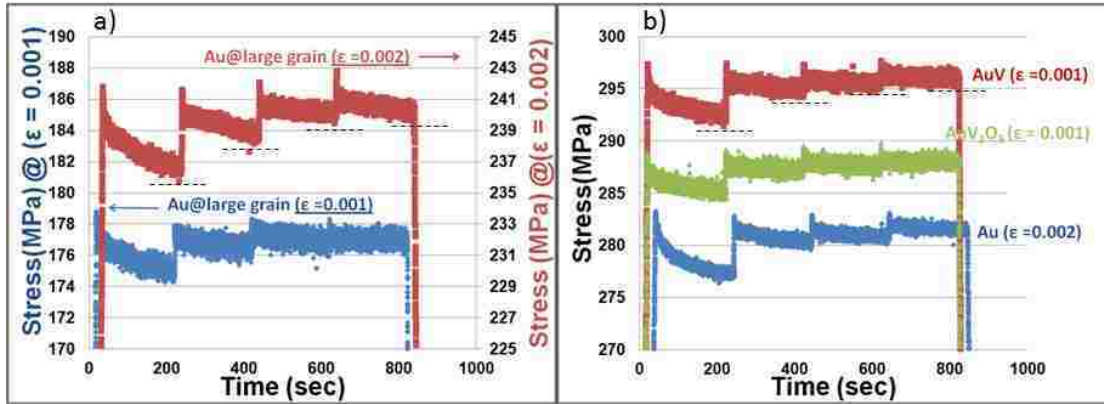 a)
Stress(MPa) @ (ε = 0.001)
190
188
186
184
182
180
178
176
174
172
170
Au@large grain (ε =0.002)
Au@large grain (ε =0.001)
245
243
241
239
237
235
233
231
229
227
225
Stress (MPa) @(ε = 0.002)
0 200 400 600 800 1000
Time (sec)
b)
Stress(MPa)
300
295
290
285
280
275
270
AuV (ε =0.001)
AuV₂O₅ (ε =0.001)
Au (ε =0.002)
0 200 400 600 800 1000
Time (sec)